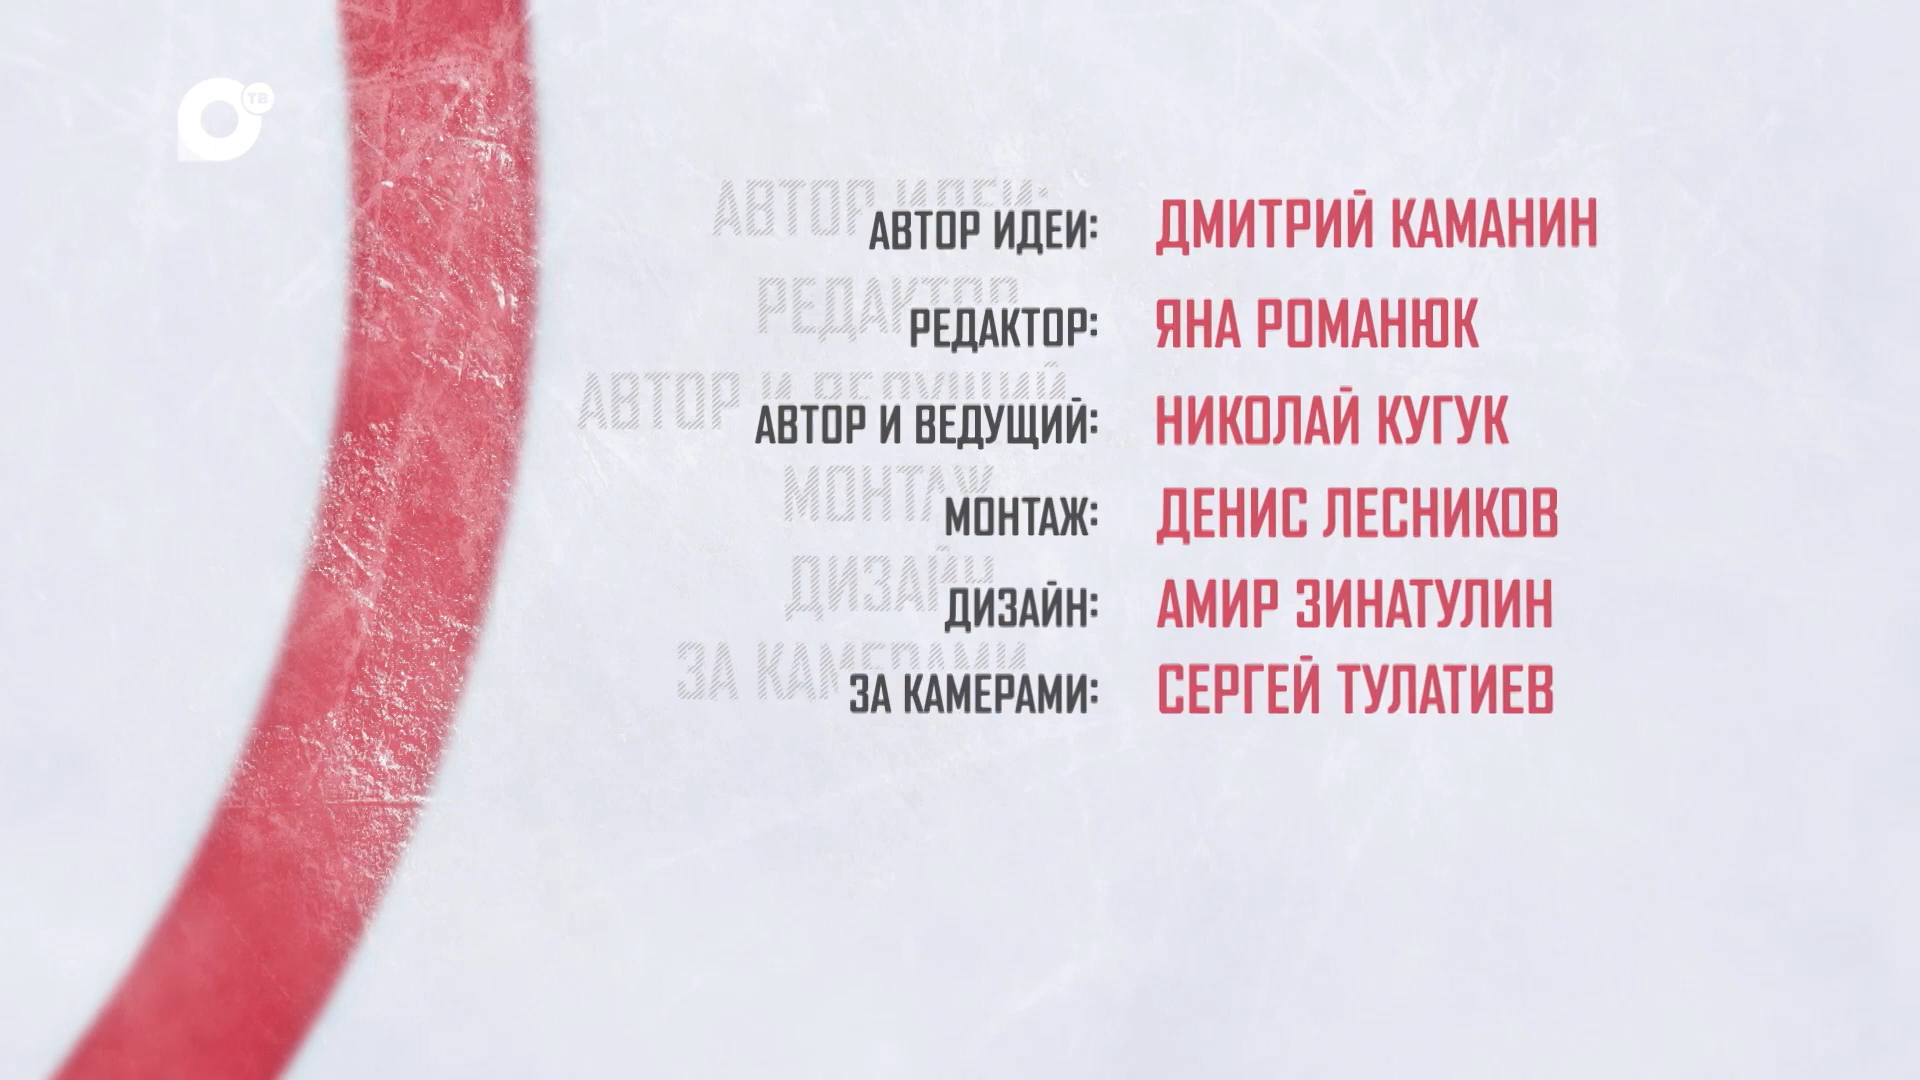 ТВ
АВТОР ИДЕИ: ДМИТРИЙ КАМАНИН
РЕДАКТОР: ЯНА РОМАНЮК
АВТОР И ВЕДУЩИЙ: НИКОЛАЙ КУГУК
МОНТАЖ: ДЕНИС ЛЕСНИКОВ
ДИЗАЙН: АМИР ЗИНАТУЛИН
ЗА КАМЕРАМИ: СЕРГЕЙ ТУЛАТИЕВ